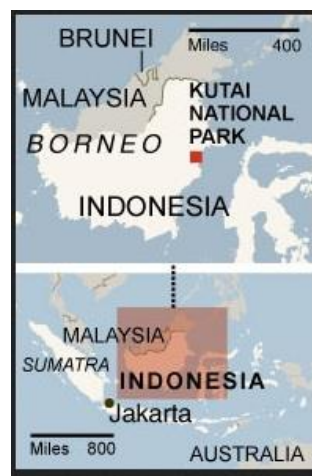 BRUNEI
Miles 400
MALAYSIA
KUTAI
NATIONAL
PARK
BORNEO
INDONESIA
MALAYSIA
SUMATRA
INDONESIA
Jakarta
Miles 800
AUSTRALIA